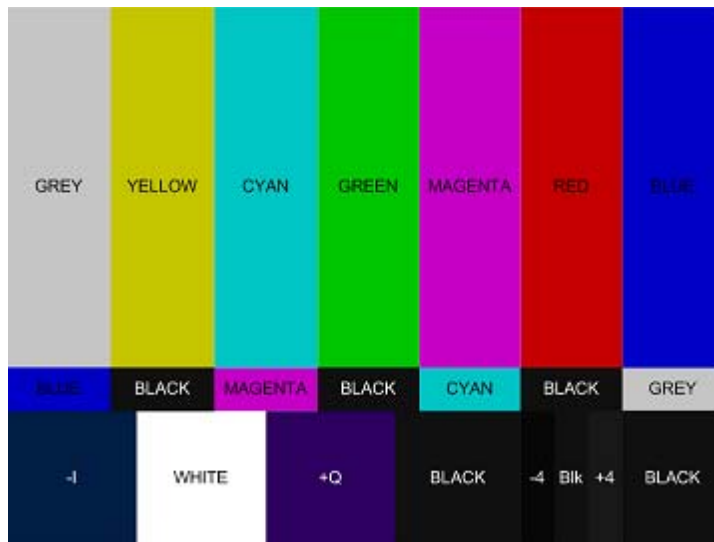 GREY YELLOW CYAN GREEN MAGENTA RED BLUE
BLUE BLACK MAGENTA BLACK CYAN BLACK GREY
-I WHITE +Q BLACK -4 Blk +4 BLACK